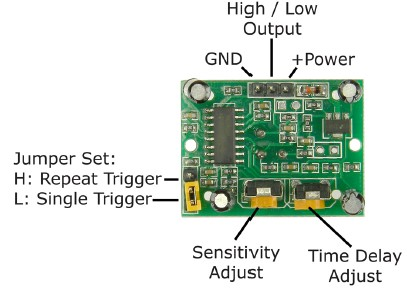 High / Low
Output
GND
+Power
Jumper Set:
H: Repeat Trigger
L: Single Trigger
Sensitivity
Adjust
Time Delay
Adjust